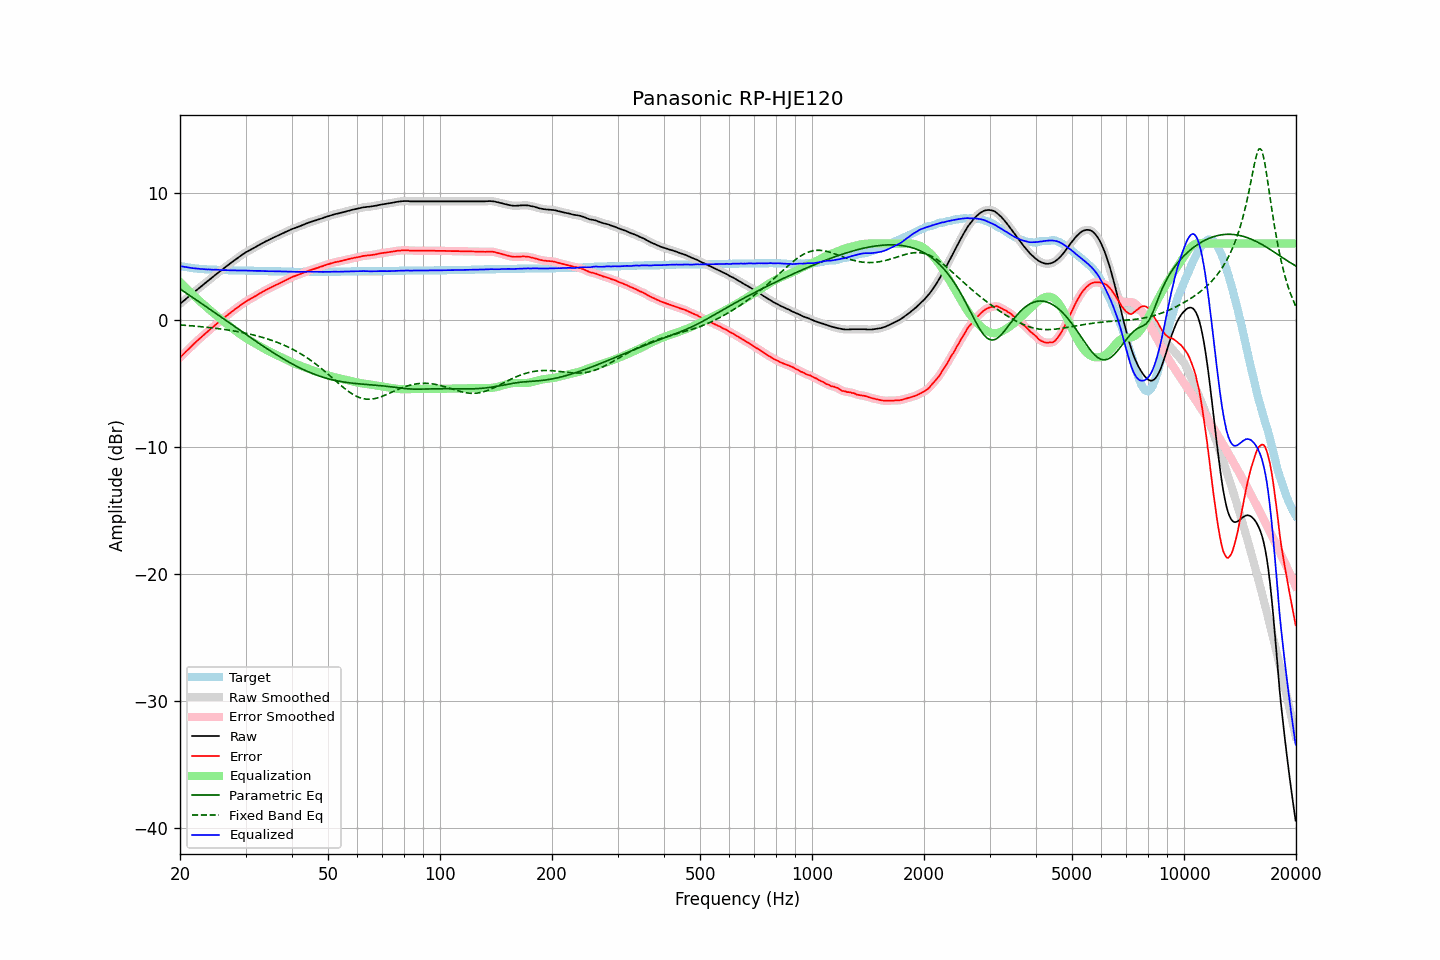 Panasonic RP-HJE120
Amplitude (dBr)
10
0
−10
−20
−30
−40
Target
Raw Smoothed
Error Smoothed
Raw
Error
Equalization
Parametric Eq
Fixed Band Eq
Equalized
20 50 100 200 500 1000 2000 5000 10000 20000
Frequency (Hz)